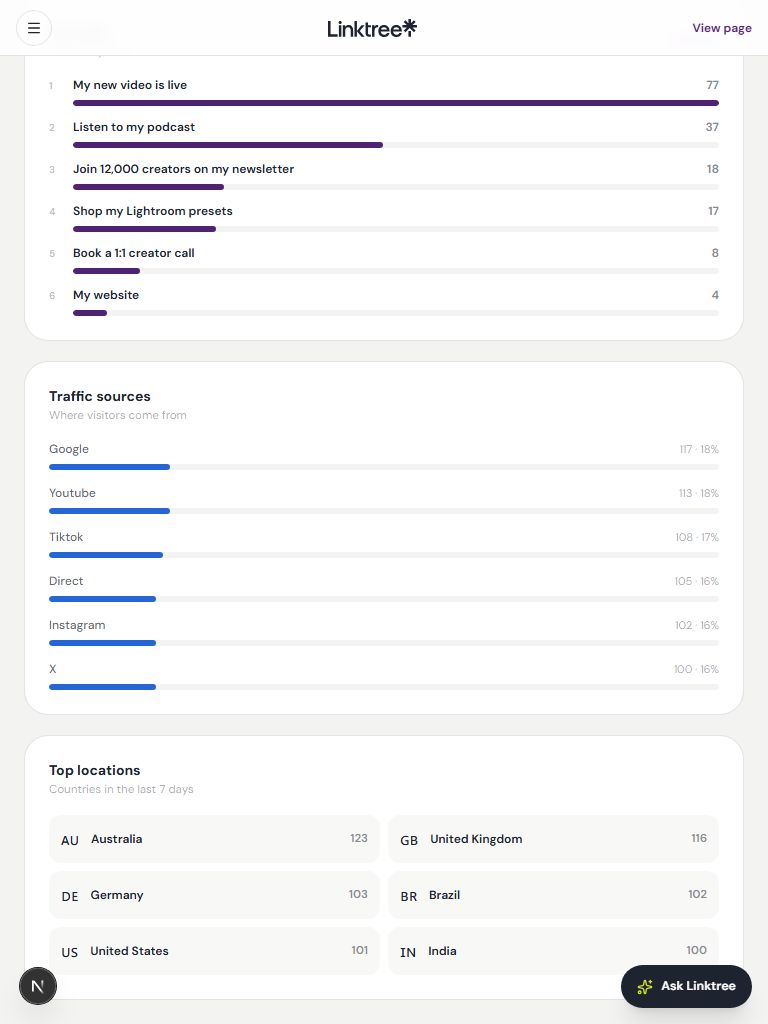 Linktree
View page
1 My new video is live 77
2 Listen to my podcast 37
3 Join 12,000 creators on my newsletter 18
4 Shop my Lightroom presets 17
5 Book a 1:1 creator call 8
6 My website 4
Traffic sources
Where visitors come from
Google 117 · 18%
Youtube 113 · 18%
Tiktok 108 · 17%
Direct 105 · 16%
Instagram 102 · 16%
X 100 · 16%
Top locations
Countries in the last 7 days
AU Australia 123
GB United Kingdom 116
DE Germany 103
BR Brazil 102
US United States 101
IN India 100
N
Ask Linktree